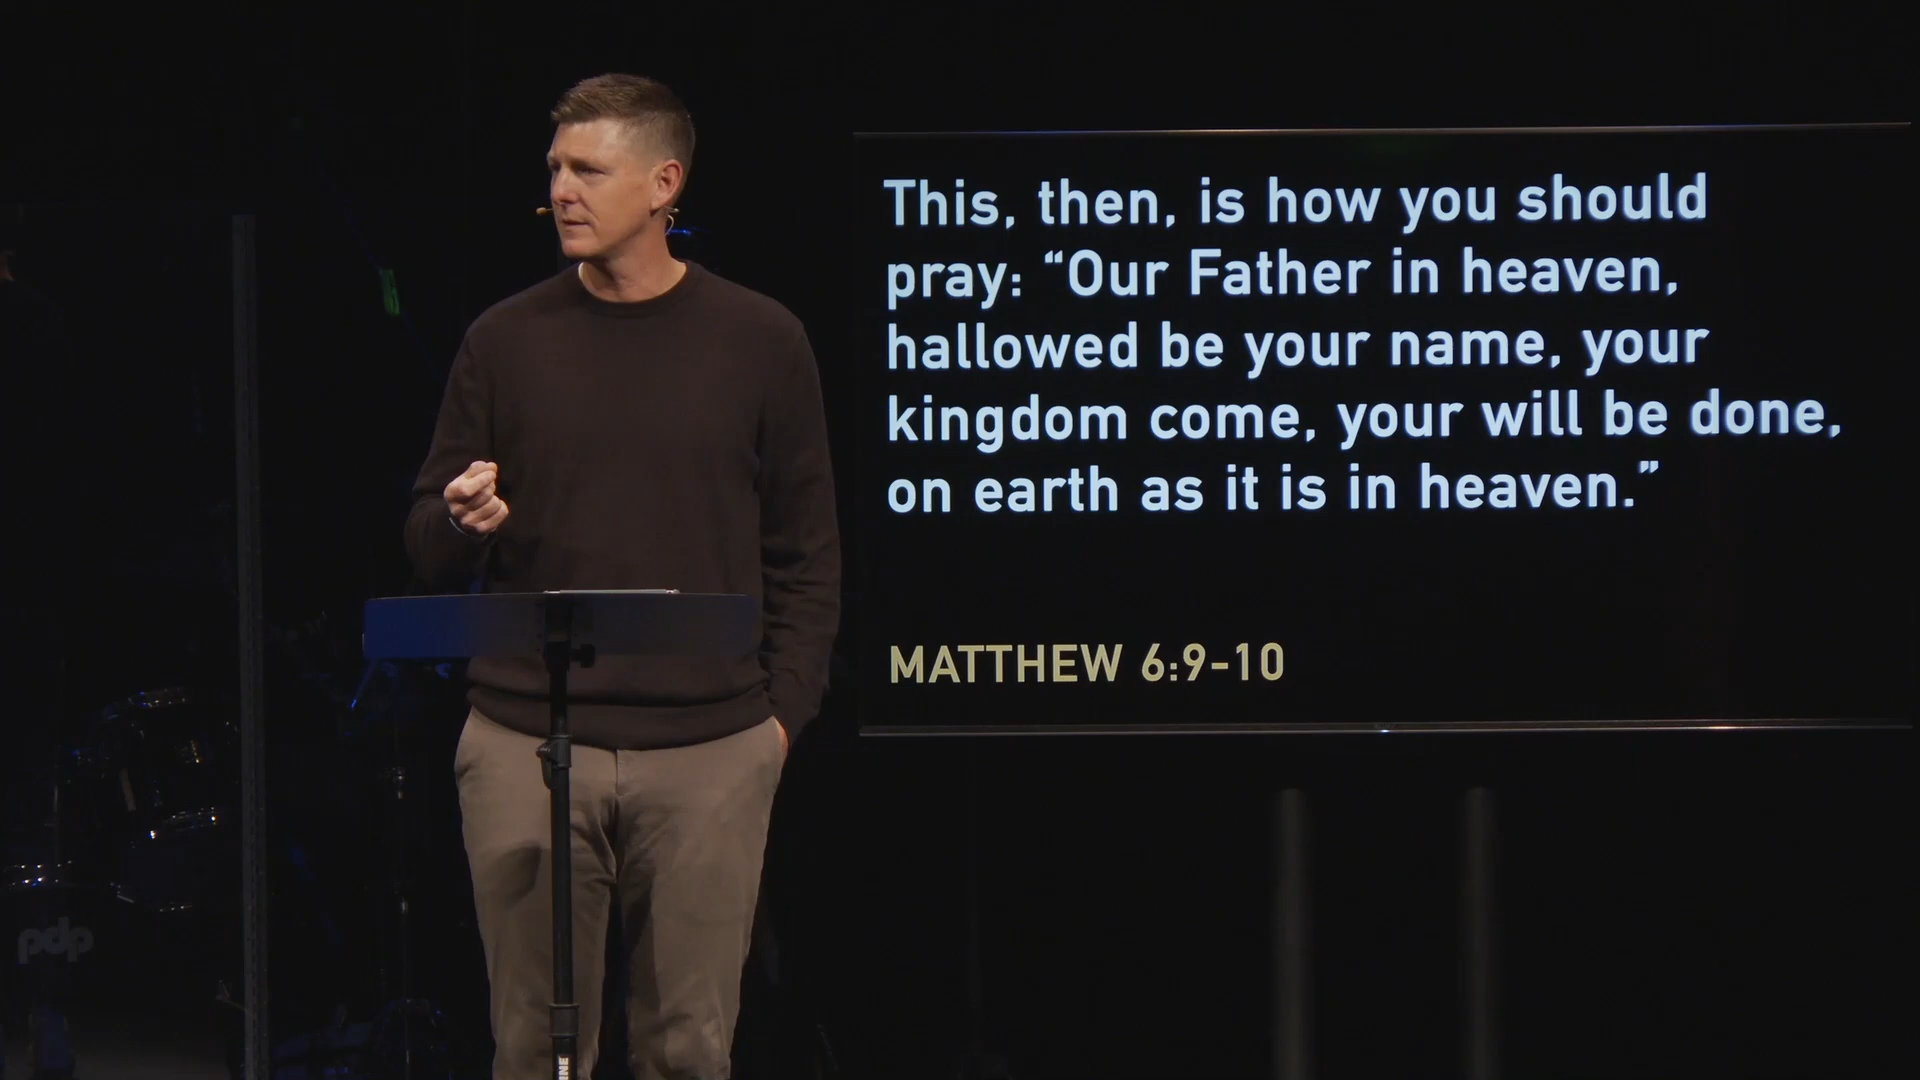 This, then, is how you should
pray: “Our Father in heaven,
hallowed be your name, your
kingdom come, your will be done,
on earth as it is in heaven.”
MATTHEW 6:9-10
pdp